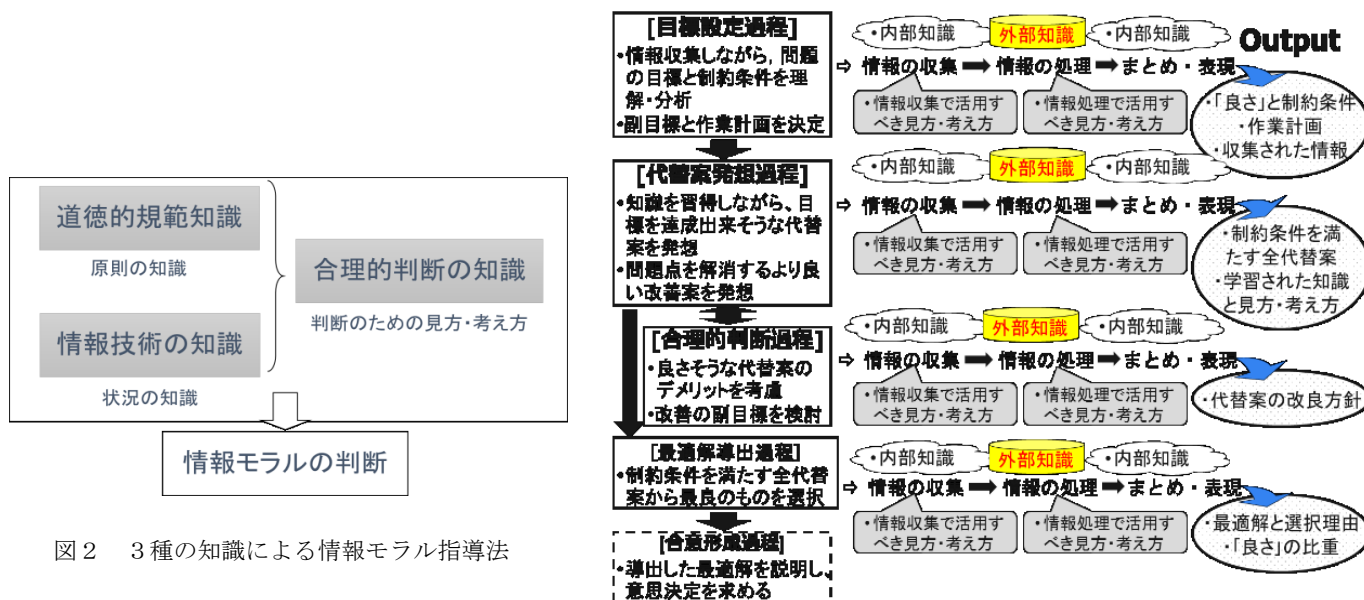 道徳的規範知識
原則の知識
情報技術の知識
状況の知識
合理的判断の知識
判断のための見方・考え方
情報モラルの判断
図２　３種の知識による情報モラル指導法
[目標設定過程]
・情報収集しながら，問題
の目標と制約条件を理
解・分析
・副目標と作業計画を決定
・内部知識
外部知識
・内部知識
Output
⇨ 情報の収集 ➡ 情報の処理 ➡ まとめ・表現
・情報収集で活用す
べき見方・考え方
・情報処理で活用す
べき見方・考え方
・「良さ」と制約条件
・作業計画
・収集された情報
[代替案発想過程]
・知識を習得しながら、目
標を達成出来そうな代替
案を発想
・問題点を解消するより良
い改善案を発想
・内部知識
外部知識
・内部知識
⇨ 情報の収集 ➡ 情報の処理 ➡ まとめ・表現
・情報収集で活用す
べき見方・考え方
・情報処理で活用す
べき見方・考え方
・制約条件を満
たす全代替案
・学習された知識
と見方・考え方
[合理的判断過程]
・良さそうな代替案の
デメリットを考慮
・改善の副目標を検討
・内部知識
外部知識
・内部知識
⇨ 情報の収集 ➡ 情報の処理 ➡ まとめ・表現
・情報収集で活用す
べき見方・考え方
・情報処理で活用す
べき見方・考え方
・代替案の改良方針
[最適解導出過程]
・制約条件を満たす全代替
案から最良のものを選択
・内部知識
外部知識
・内部知識
⇨ 情報の収集 ➡ 情報の処理 ➡ まとめ・表現
・情報収集で活用す
べき見方・考え方
・情報処理で活用す
べき見方・考え方
・最適解と選択理由
・「良さ」の比重
[合意形成過程]
・導出した最適解を説明し、
意思決定を求める